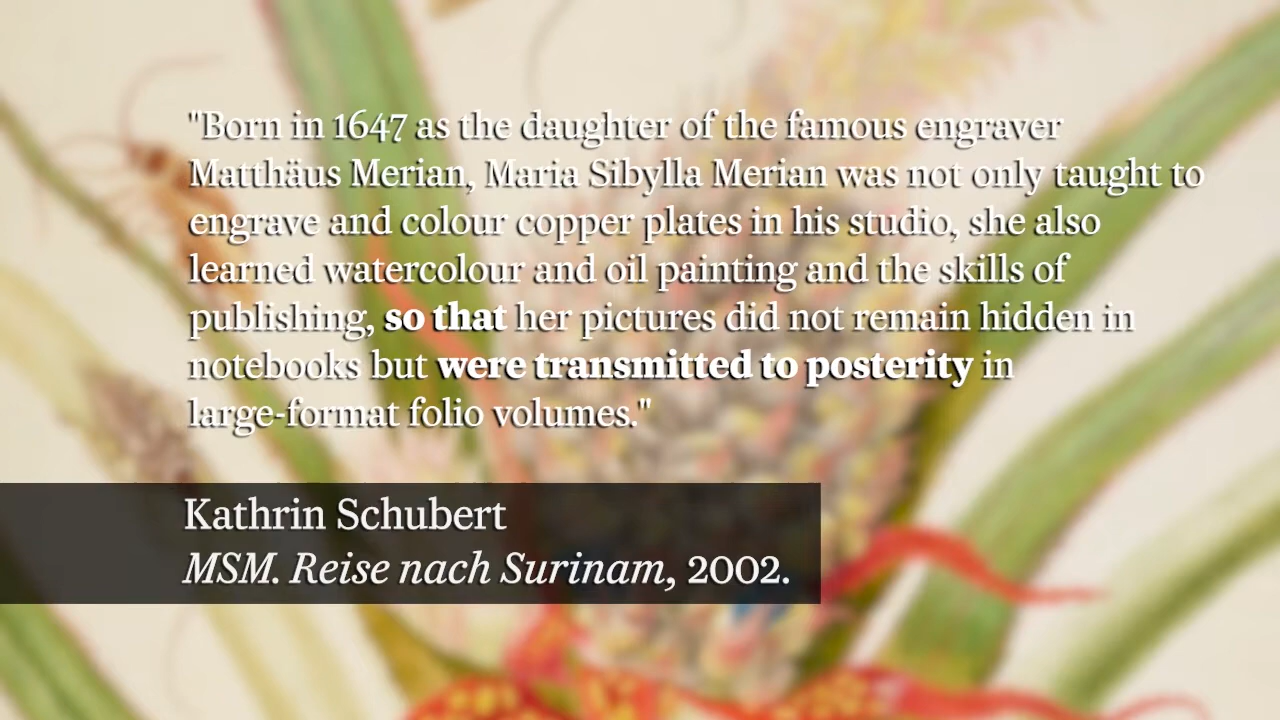 "Born in 1647 as the daughter of the famous engraver
Matthäus Merian, Maria Sibylla Merian was not only taught to
engrave and colour copper plates in his studio, she also
learned watercolour and oil painting and the skills of
publishing, so that her pictures did not remain hidden in
notebooks but were transmitted to posterity in
large-format folio volumes."
Kathrin Schubert
MSM. Reise nach Surinam, 2002.